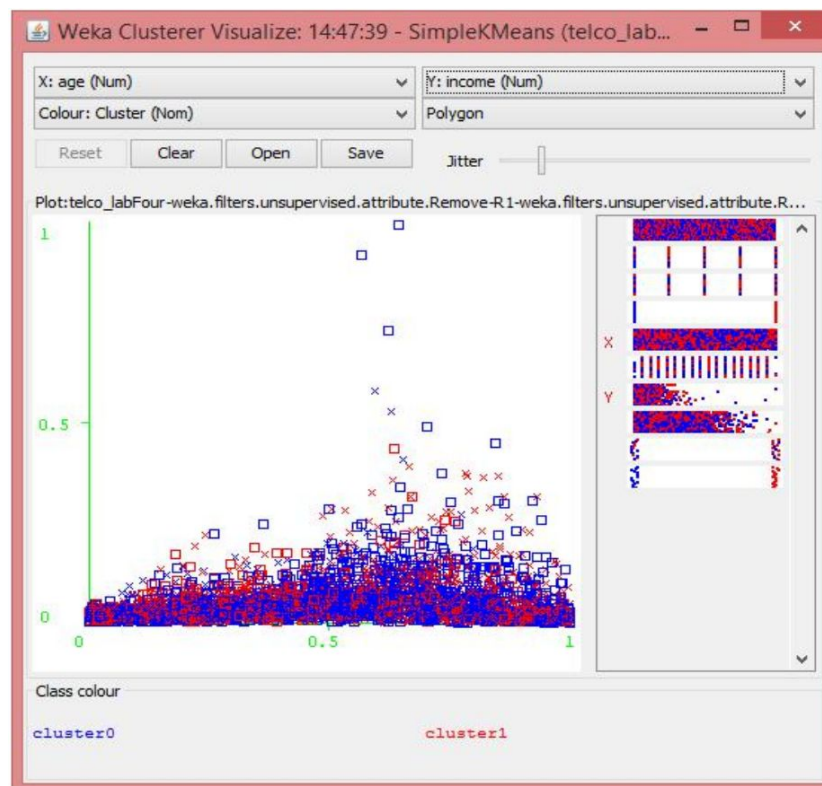 Weka Clusterer Visualize: 14:47:39 - SimpleKMeans (telco_lab...
X: age (Num)
Y: income (Num)
Colour: Cluster (Nom)
Polygon
Reset
Clear
Open
Save
Jitter
Plot:telco_labFour-weka.filters.unsupervised.attribute.Remove-R1-weka.filters.unsupervised.attribute.R...
1
0.5
0
0
0.5
1
X
Y
Class colour
cluster0
cluster1